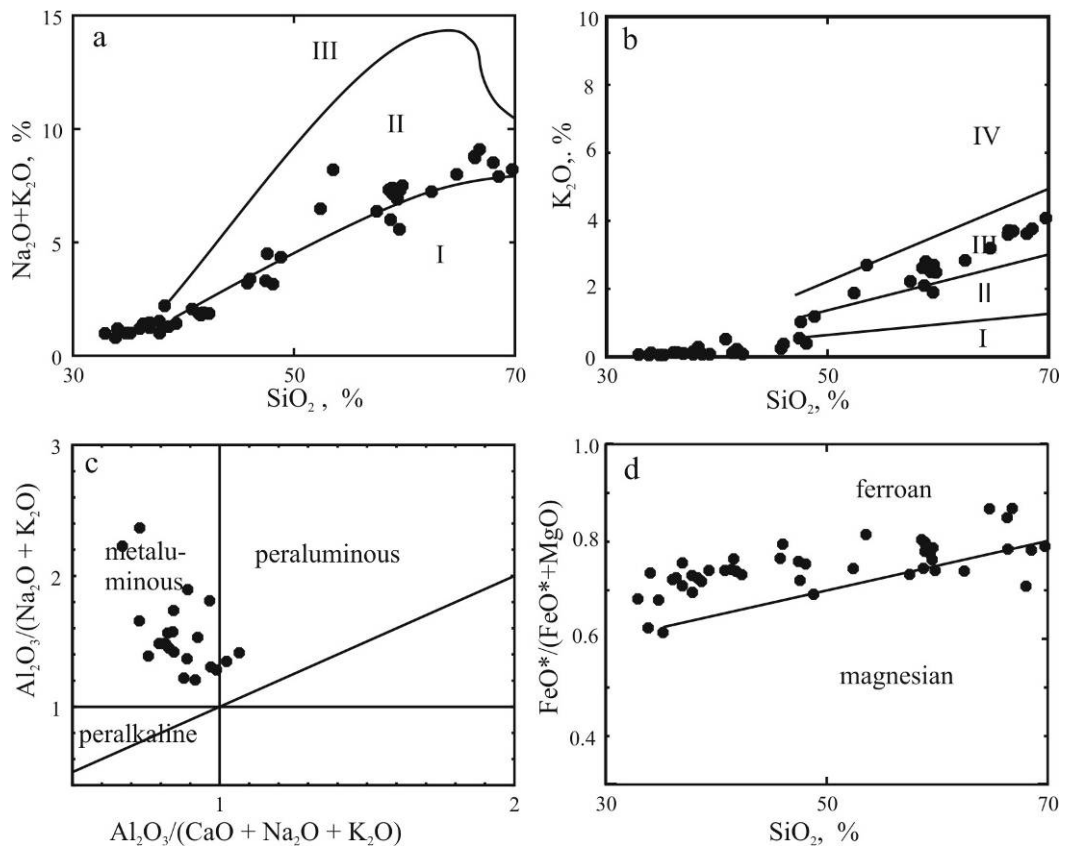 a
15
10
5
0
Na₂O+K₂O, %
III
II
I
30
50
70
SiO₂ , %
b
10
8
6
4
2
0
K₂O,. %
IV
III
II
I
30
50
70
SiO₂, %
c
3
2
1
Al₂O₃/(Na₂O + K₂O)
metalu-
minous
peraluminous
peralkaline
1
2
Al₂O₃/(CaO + Na₂O + K₂O)
d
1.0
0.8
0.6
0.4
FeO*/(FeO*+MgO)
ferroan
magnesian
30
50
70
SiO₂, %